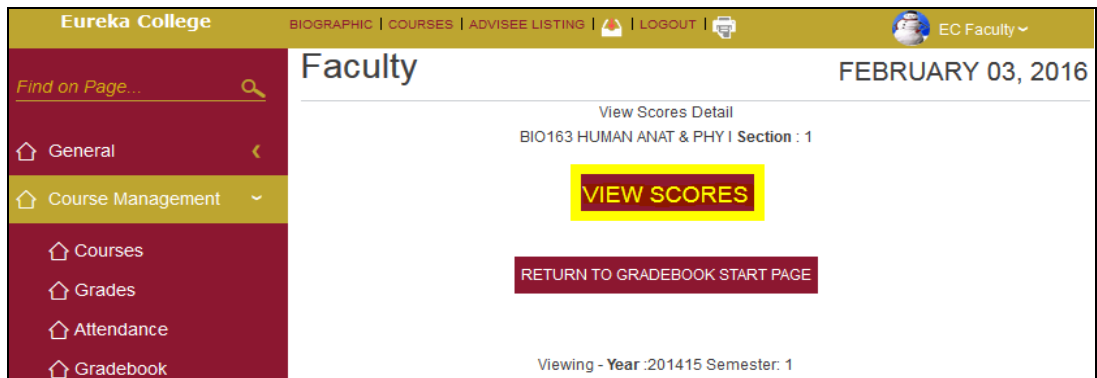 Eureka College
BIOGRAPHIC | COURSES | ADVISEE LISTING | | LOGOUT |
EC Faculty
Find on Page...
General
Course Management
Courses
Grades
Attendance
Gradebook
Faculty
FEBRUARY 03, 2016
View Scores Detail
BIO163 HUMAN ANAT & PHY I Section : 1
VIEW SCORES
RETURN TO GRADEBOOK START PAGE
Viewing - Year :201415 Semester: 1